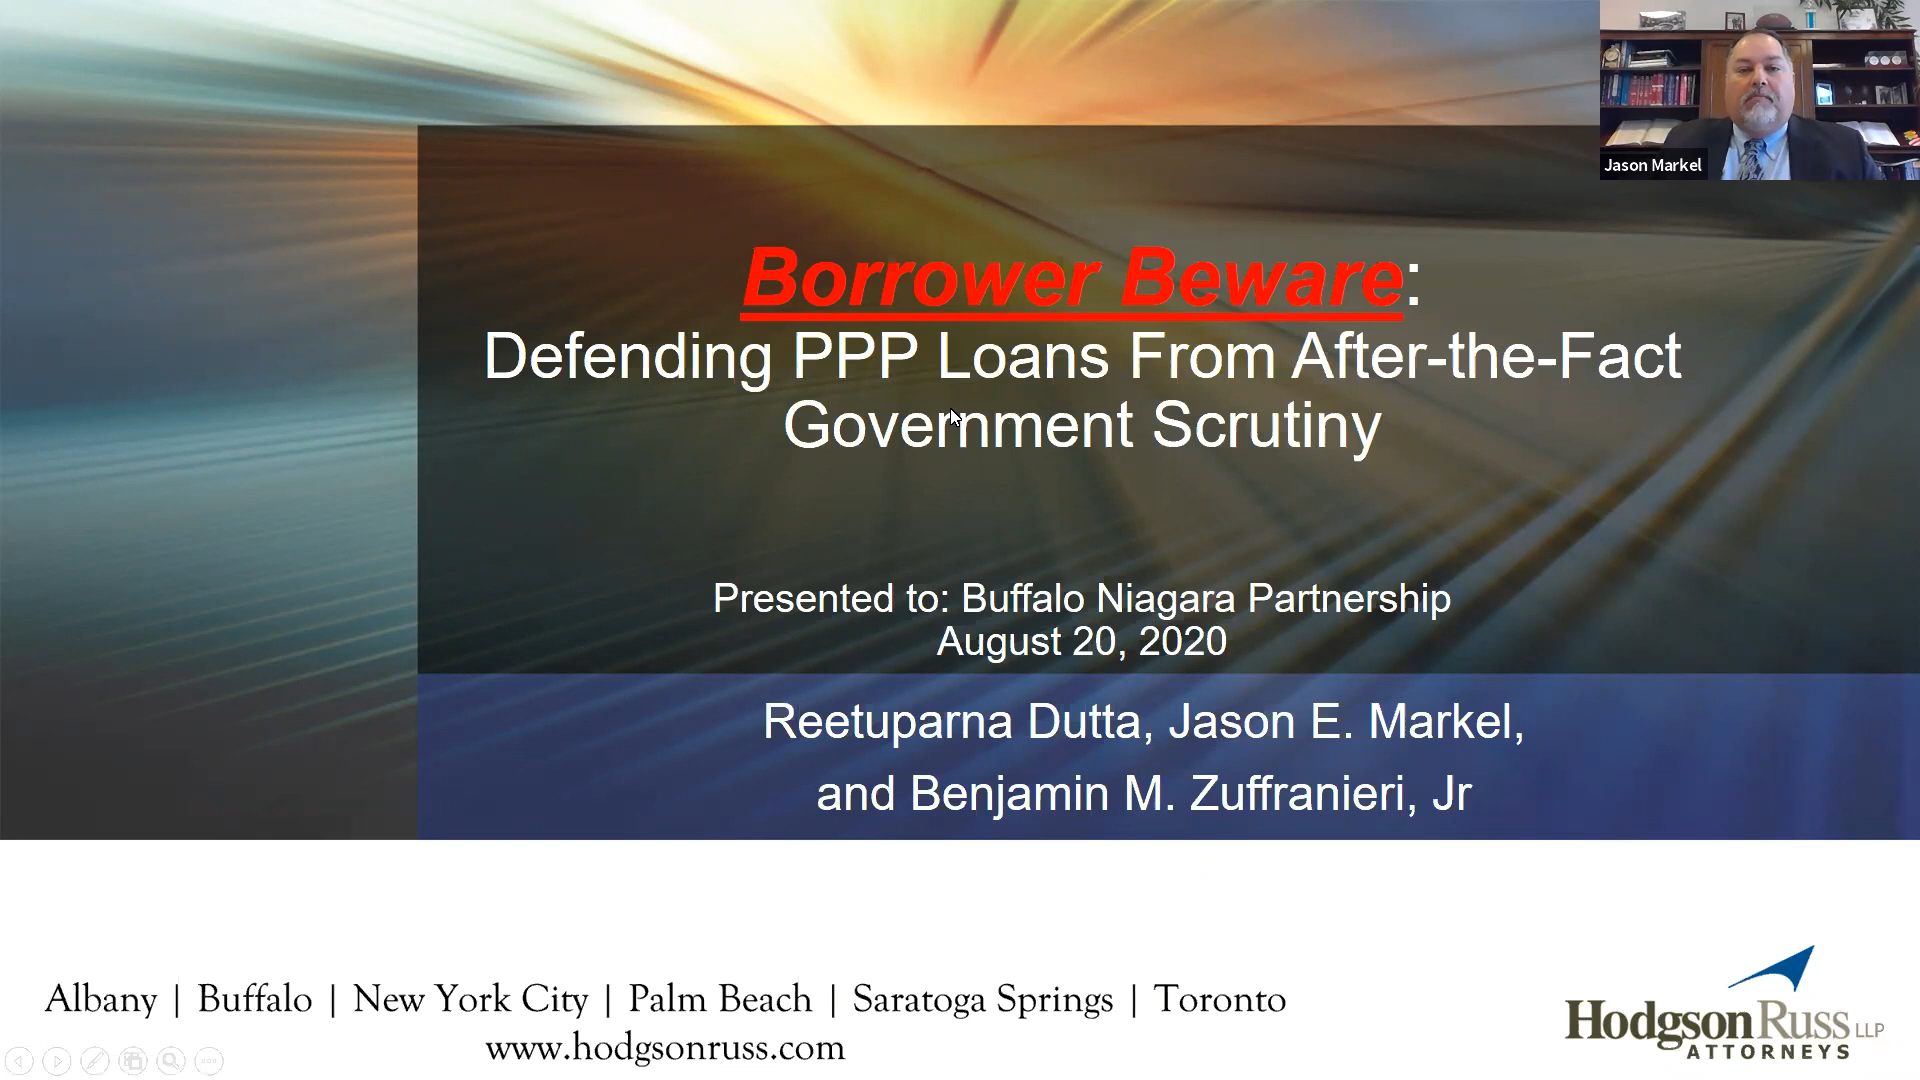 Jason Markel
Borrower Beware:
Defending PPP Loans From After-the-Fact
Government Scrutiny
Presented to: Buffalo Niagara Partnership
August 20, 2020
Reetuparna Dutta, Jason E. Markel,
and Benjamin M. Zuffranieri, Jr
Albany | Buffalo | New York City | Palm Beach | Saratoga Springs | Toronto
www.hodgsonruss.com
HodgsonRuss LLP
ATTORNEYS